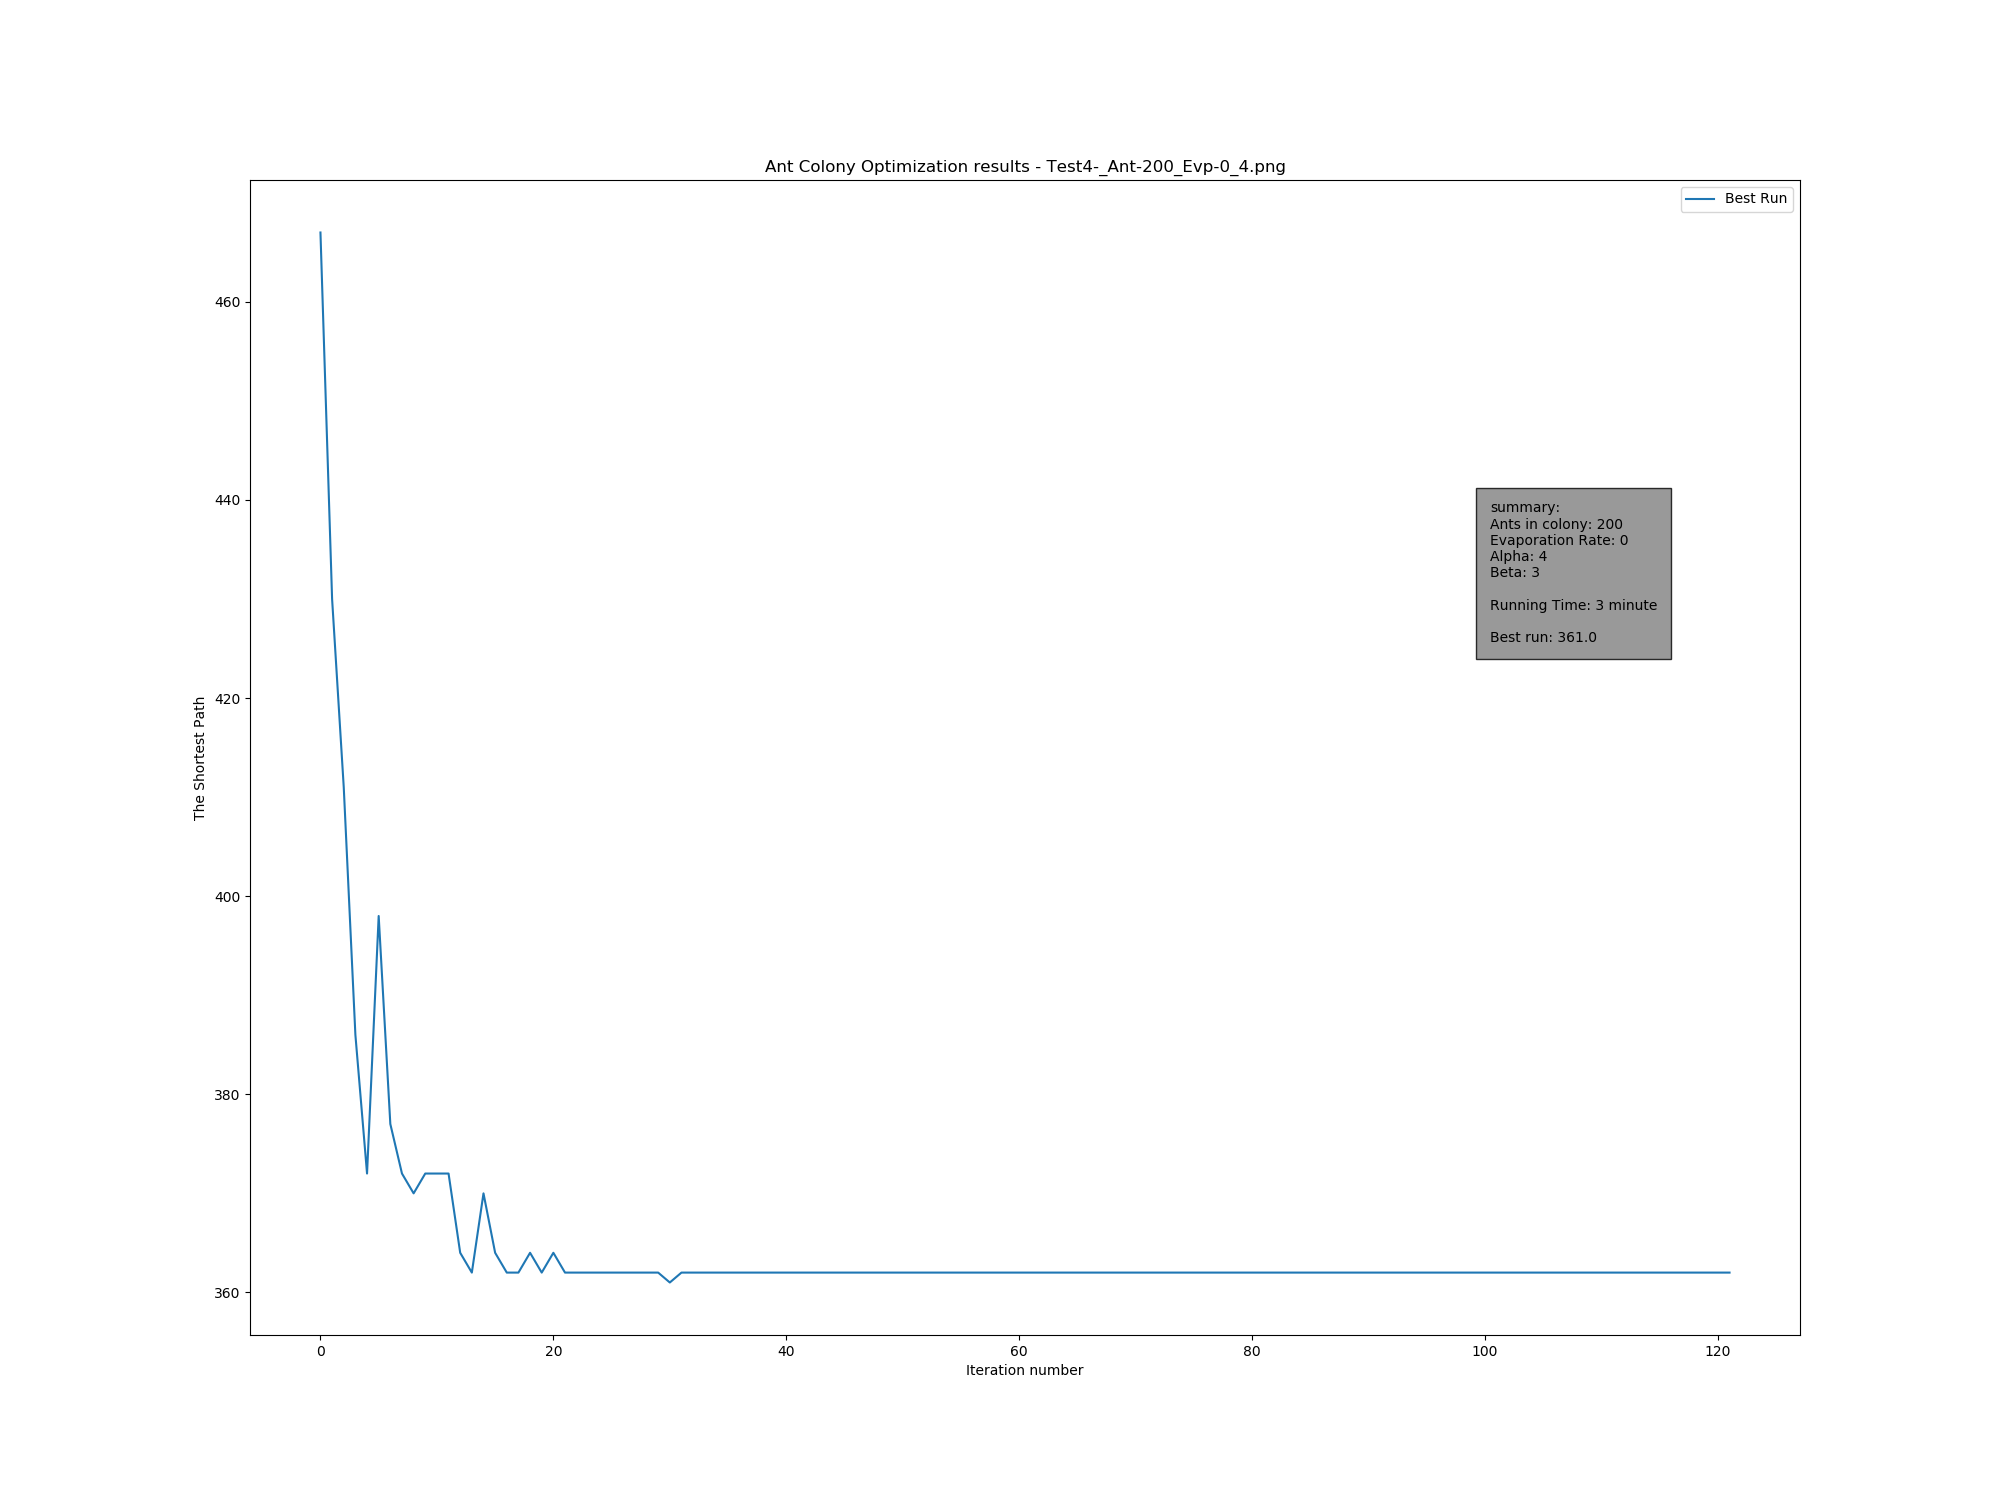 Ant Colony Optimization results - Test4-_Ant-200_Evp-0_4.png
Best Run
460
440
420
400
380
360
The Shortest Path
summary:
Ants in colony: 200
Evaporation Rate: 0
Alpha: 4
Beta: 3
Running Time: 3 minute
Best run: 361.0
0 20 40 60 80 100 120
Iteration number